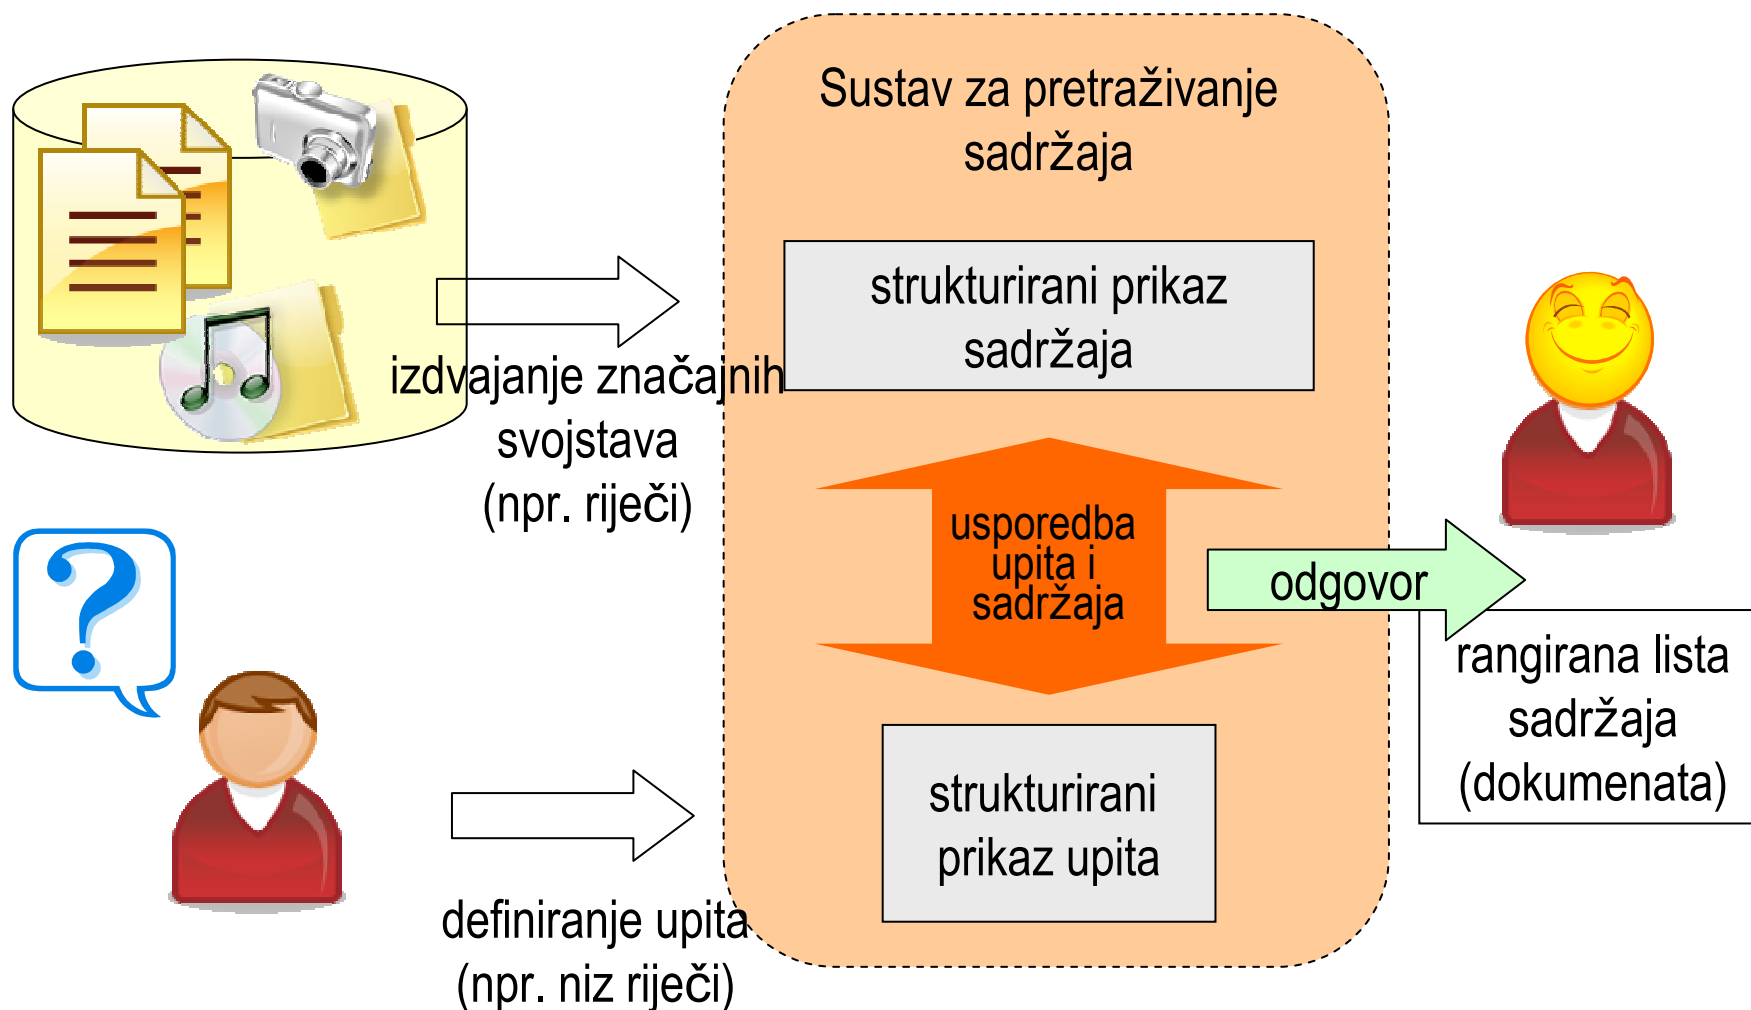 Sustav za pretraživanje
sadržaja
strukturirani prikaz
sadržaja
izdvajanje značajnih
svojstava
(npr. riječi)
usporedba
upita i
sadržaja
odgovor
rangirana lista
sadržaja
(dokumenata)
strukturirani
prikaz upita
definiranje upita
(npr. niz riječi)
?